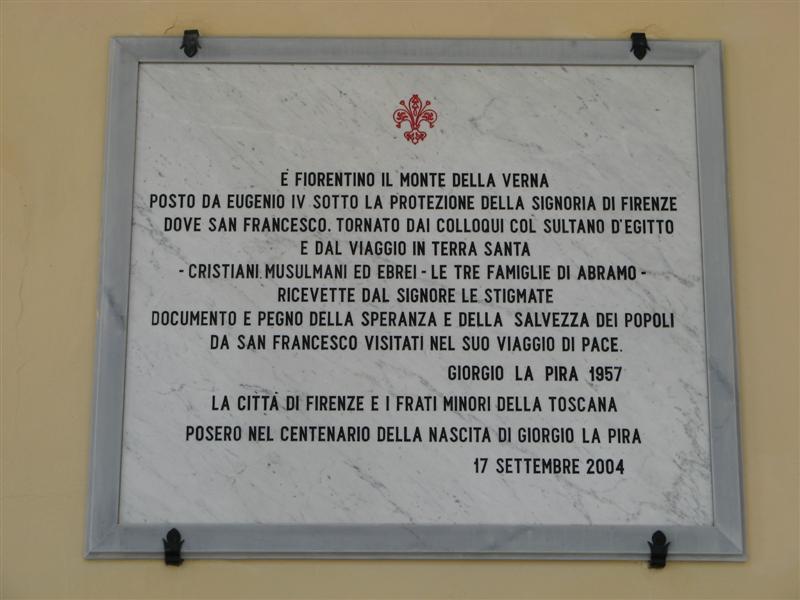 È FIORENTINO IL MONTE DELLA VERNA
POSTO DA EUGENIO IV SOTTO LA PROTEZIONE DELLA SIGNORIA DI FIRENZE
DOVE SAN FRANCESCO. TORNATO DAI COLLOQUI COL SULTANO D'EGITTO
E DAL VIAGGIO IN TERRA SANTA
- CRISTIANI. MUSULMANI ED EBREI - LE TRE FAMIGLIE DI ABRAMO -
RICEVETTE DAL SIGNORE LE STIGMATE
DOCUMENTO E PEGNO DELLA SPERANZA E DELLA SALVEZZA DEI POPOLI
DA SAN FRANCESCO VISITATI NEL SUO VIAGGIO DI PACE.
GIORGIO LA PIRA 1957
LA CITTÀ DI FIRENZE E I FRATI MINORI DELLA TOSCANA
POSERO NEL CENTENARIO DELLA NASCITA DI GIORGIO LA PIRA
17 SETTEMBRE 2004